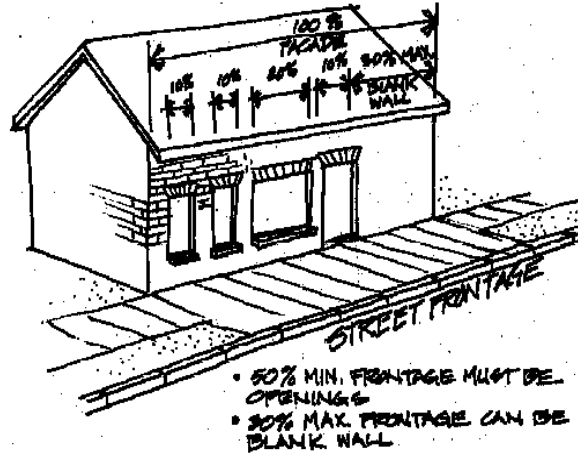 100%
FACADE
10% 10% 20% 10% 30% MAX.
BLANK
WALL
STREET FRONTAGE
• 50% MIN. FRONTAGE MUST BE
OPENINGS
• 30% MAX. FRONTAGE CAN BE
BLANK WALL